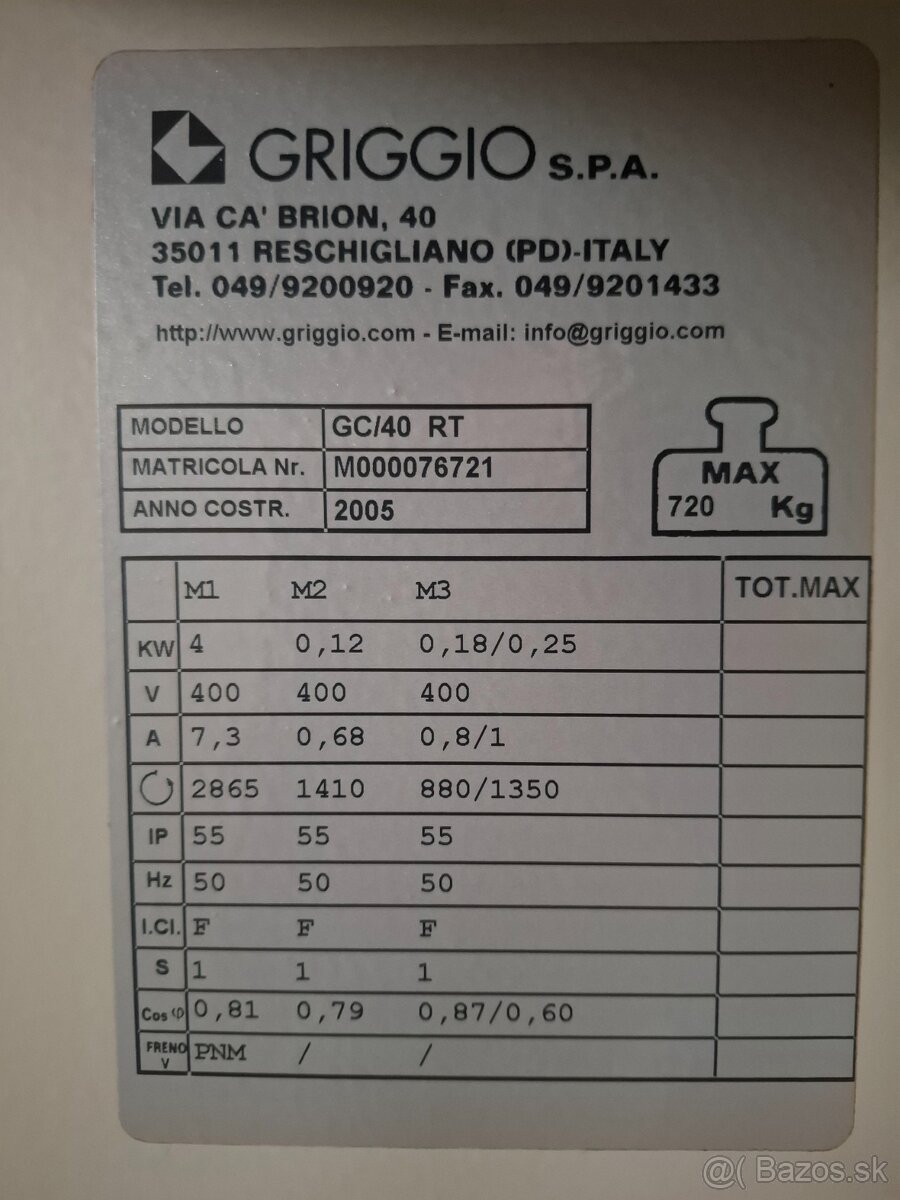 GRIGGIO S.P.A.
VIA CA' BRION, 40
35011 RESCHIGLIANO (PD)-ITALY
Tel. 049/9200920 - Fax. 049/9201433
http://www.griggio.com - E-mail: info@griggio.com
MODELLO GC/40 RT
MATRICOLA Nr. M000076721
ANNO COSTR. 2005
MAX
720 Kg
M1 M2 M3 TOT.MAX
KW 4 0,12 0,18/0,25
V 400 400 400
A 7,3 0,68 0,8/1
2865 1410 880/1350
IP 55 55 55
Hz 50 50 50
I.Cl. F F F
S 1 1 1
Cos φ 0,81 0,79 0,87/0,60
FRENO V PNM / /
@( Bazos.sk